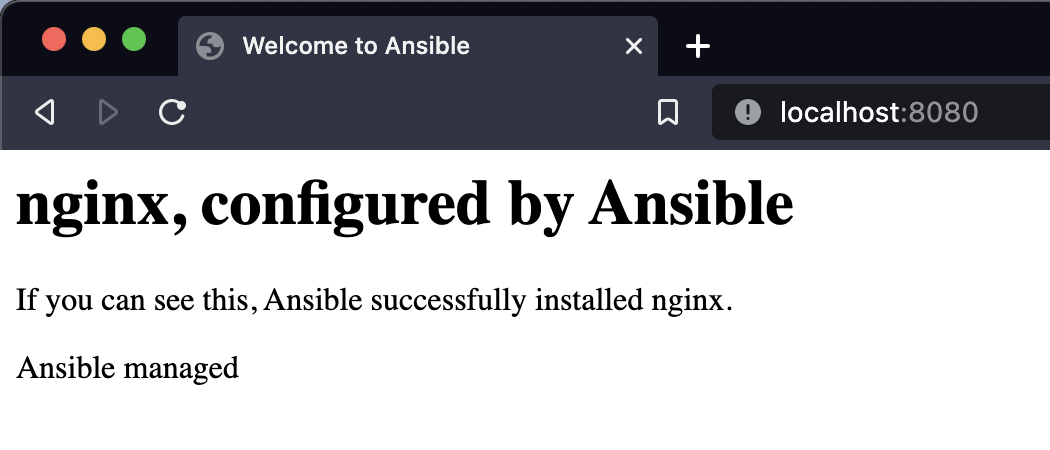 Welcome to Ansible
localhost:8080
nginx, configured by Ansible
If you can see this, Ansible successfully installed nginx.
Ansible managed